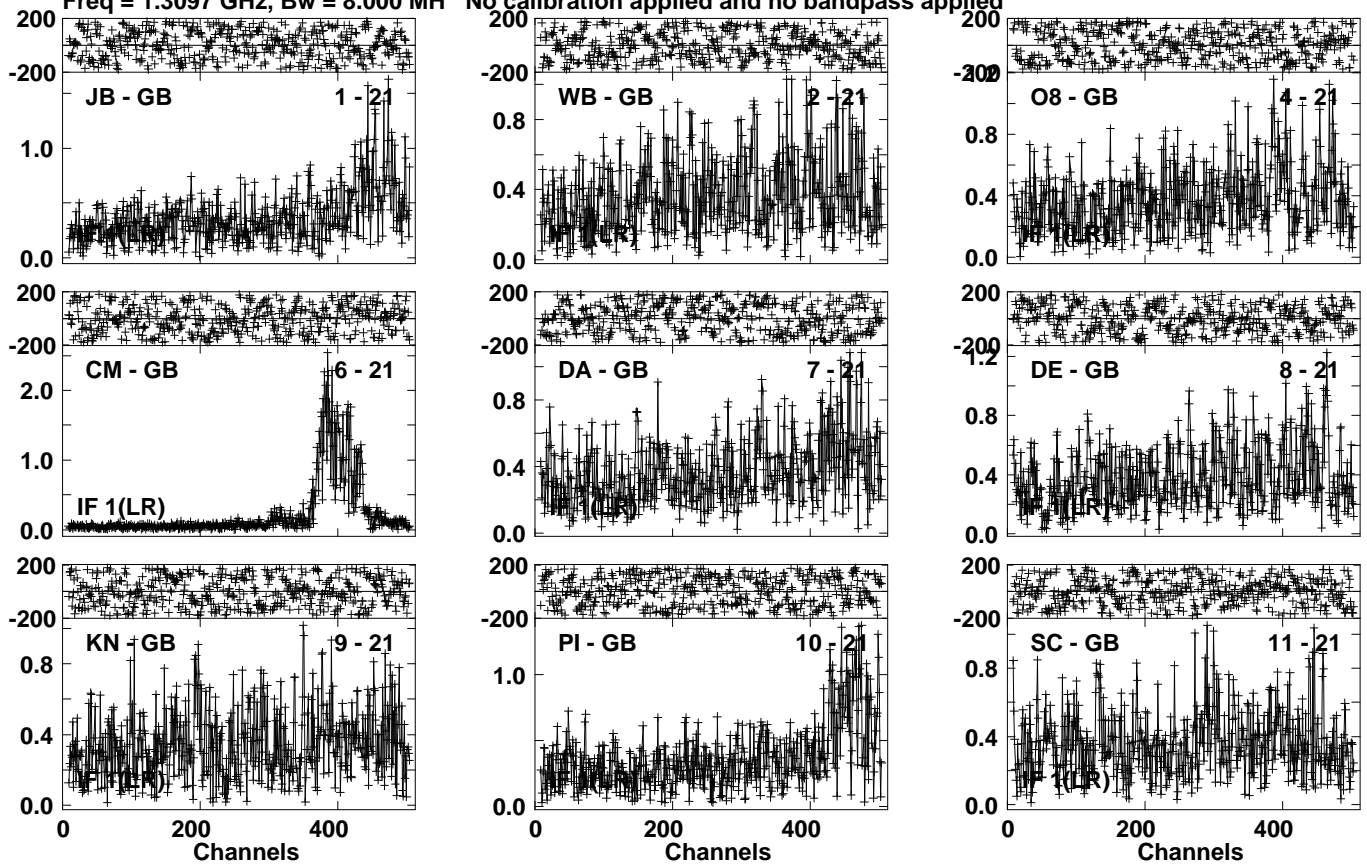 Freq = 1.3097 GHz, Bw = 8.000 MH No calibration applied and no bandpass applied
200 200 200
-200 -200 -200
JB - GB 1 - 21
1.0
IF 1(LR)
0.0
WB - GB 2 - 21
0.8
0.4
IF 1(LR)
0.0
1.2
O8 - GB 4 - 21
0.8
0.4
IF 1(LR)
0.0
200 200 200
-200 -200 -200
CM - GB 6 - 21
2.0
1.0
IF 1(LR)
0.0
DA - GB 7 - 21
0.8
0.4
IF 1(LR)
0.0
1.2
DE - GB 8 - 21
0.8
0.4
IF 1(LR)
0.0
200 200 200
-200 -200 -200
KN - GB 9 - 21
0.8
0.4
IF 1(LR)
0.0
PI - GB 10 - 21
1.0
IF 1(LR)
0.0
SC - GB 11 - 21
0.8
0.4
IF 1(LR)
0.0
0 200 400 0 200 400 0 200 400
Channels Channels Channels